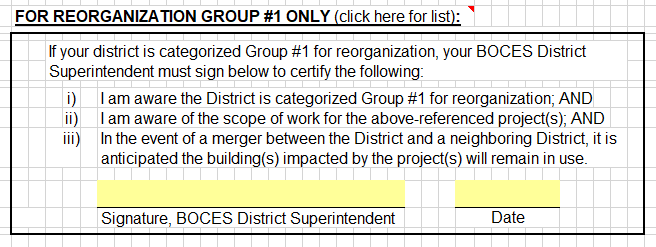 FOR REORGANIZATION GROUP #1 ONLY (click here for list):
If your district is categorized Group #1 for reorganization, your BOCES District
Superintendent must sign below to certify the following:
i) I am aware the District is categorized Group #1 for reorganization; AND
ii) I am aware of the scope of work for the above-referenced project(s); AND
iii) In the event of a merger between the District and a neighboring District, it is
anticipated the building(s) impacted by the project(s) will remain in use.
Signature, BOCES District Superintendent Date